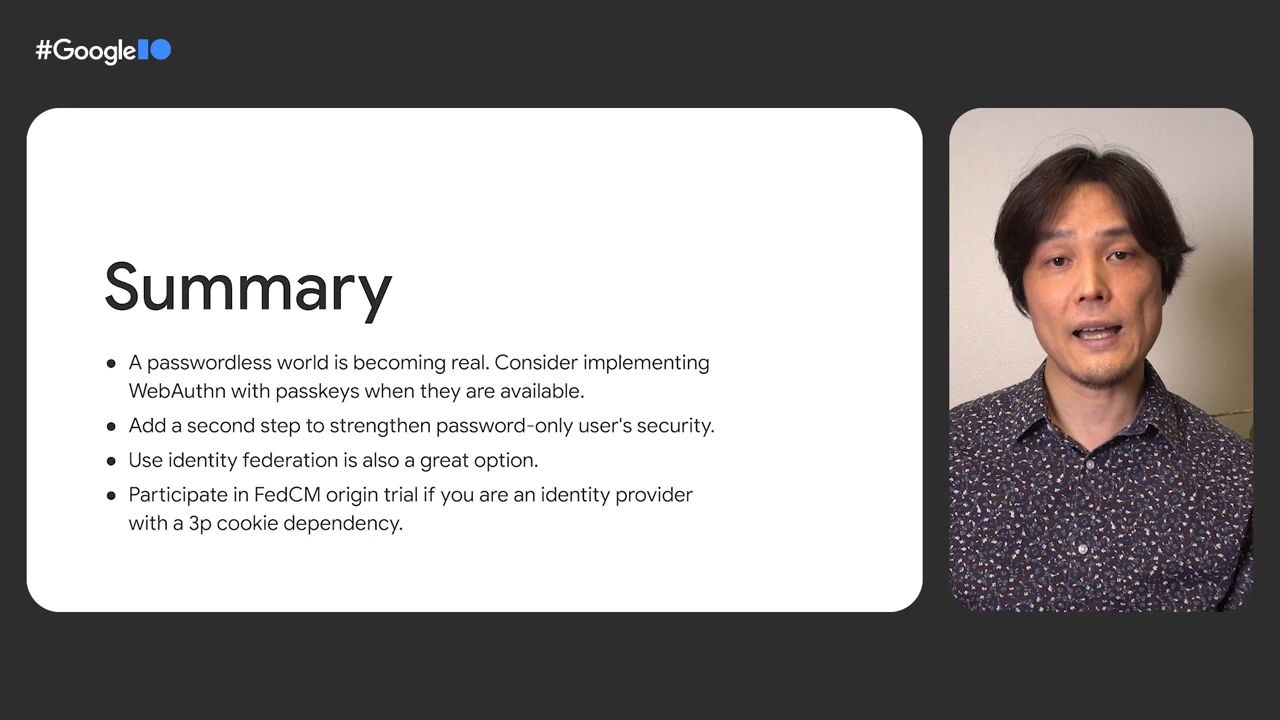 #GoogleIO
Summary
● A passwordless world is becoming real. Consider implementing
WebAuthn with passkeys when they are available.
● Add a second step to strengthen password-only user's security.
● Use identity federation is also a great option.
● Participate in FedCM origin trial if you are an identity provider
with a 3p cookie dependency.